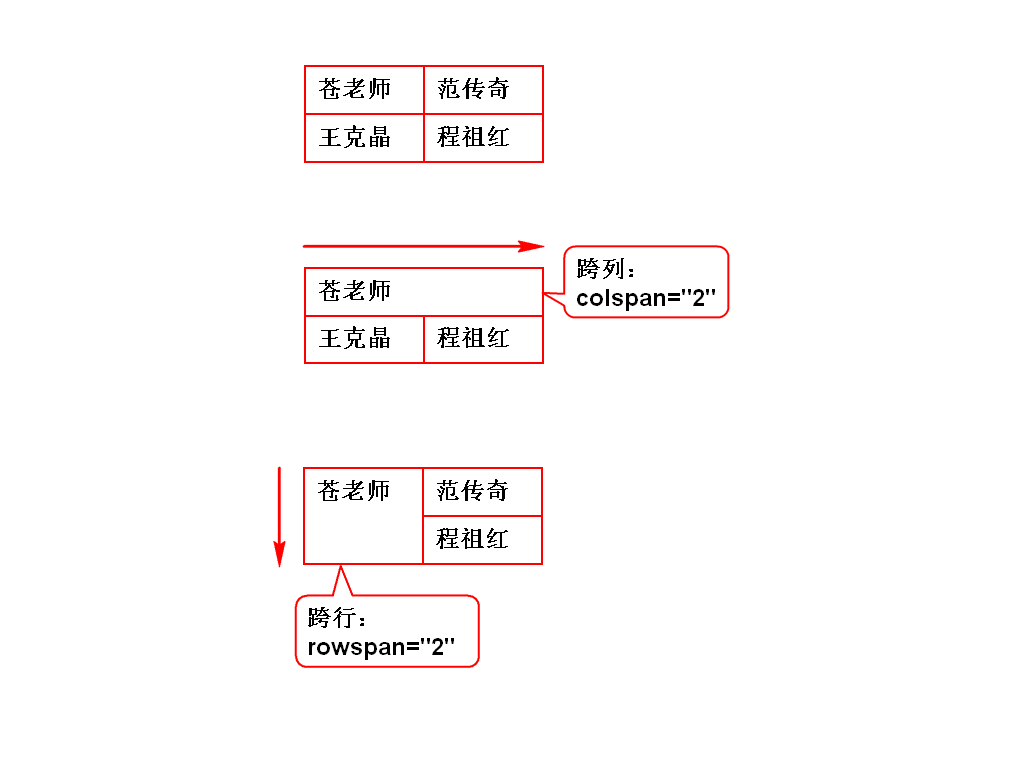 苍老师 范传奇
王克晶 程祖红
苍老师
跨列：
colspan="2"
王克晶 程祖红
苍老师 范传奇
程祖红
跨行：
rowspan="2"